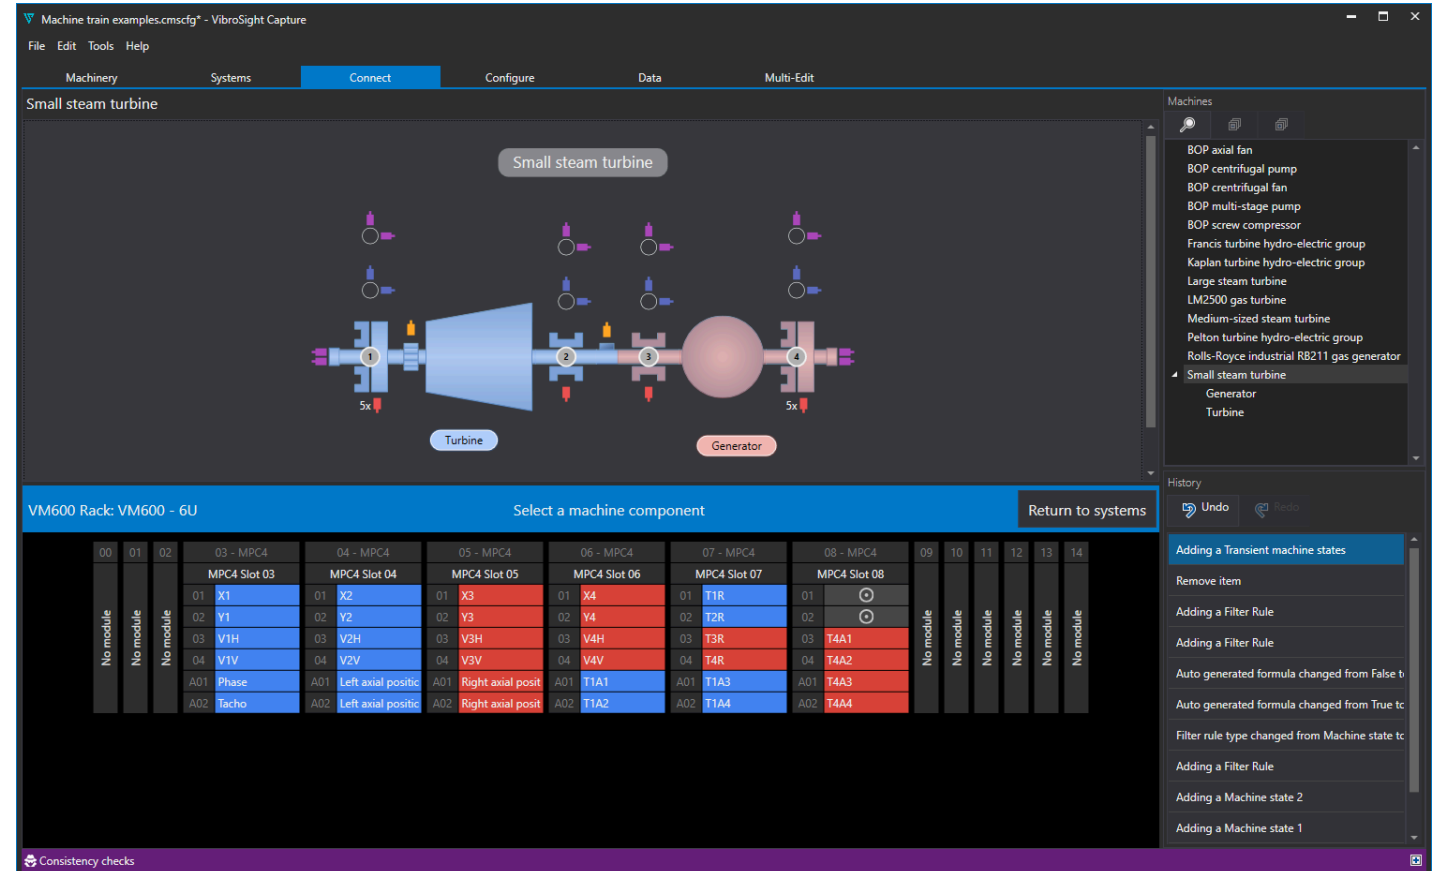 Machine train examples.cmscfg* - VibroSight Capture
File Edit Tools Help
Machinery Systems Connect Configure Data Multi-Edit
Small steam turbine
Small steam turbine
1 2 3 4
5x 5x
Turbine
Generator
VM600 Rack: VM600 - 6U Select a machine component Return to systems
00 01 02 03 - MPC4 04 - MPC4 05 - MPC4 06 - MPC4 07 - MPC4 08 - MPC4 09 10 11 12 13 14
MPC4 Slot 03 MPC4 Slot 04 MPC4 Slot 05 MPC4 Slot 06 MPC4 Slot 07 MPC4 Slot 08
01 X1 01 X2 01 X3 01 X4 01 T1R 01
02 Y1 02 Y2 02 Y3 02 Y4 02 T2R 02
No module No module No module No module No module No module No module No module No module
03 V1H 03 V2H 03 V3H 03 V4H 03 T3R 03 T4A1
04 V1V 04 V2V 04 V3V 04 V4V 04 T4R 04 T4A2
A01 Phase A01 Left axial positic A01 Right axial posit A01 T1A1 A01 T1A3 A01 T4A3
A02 Tacho A02 Left axial positic A02 Right axial posit A02 T1A2 A02 T1A4 A02 T4A4
Machines
BOP axial fan
BOP centrifugal pump
BOP crentrifugal fan
BOP multi-stage pump
BOP screw compressor
Francis turbine hydro-electric group
Kaplan turbine hydro-electric group
Large steam turbine
LM2500 gas turbine
Medium-sized steam turbine
Pelton turbine hydro-electric group
Rolls-Royce industrial RB211 gas generator
Small steam turbine
Generator
Turbine
History
Undo Redo
Adding a Transient machine states
Remove item
Adding a Filter Rule
Adding a Filter Rule
Auto generated formula changed from False t
Auto generated formula changed from True tc
Filter rule type changed from Machine state tc
Adding a Filter Rule
Adding a Machine state 2
Adding a Machine state 1
Consistency checks